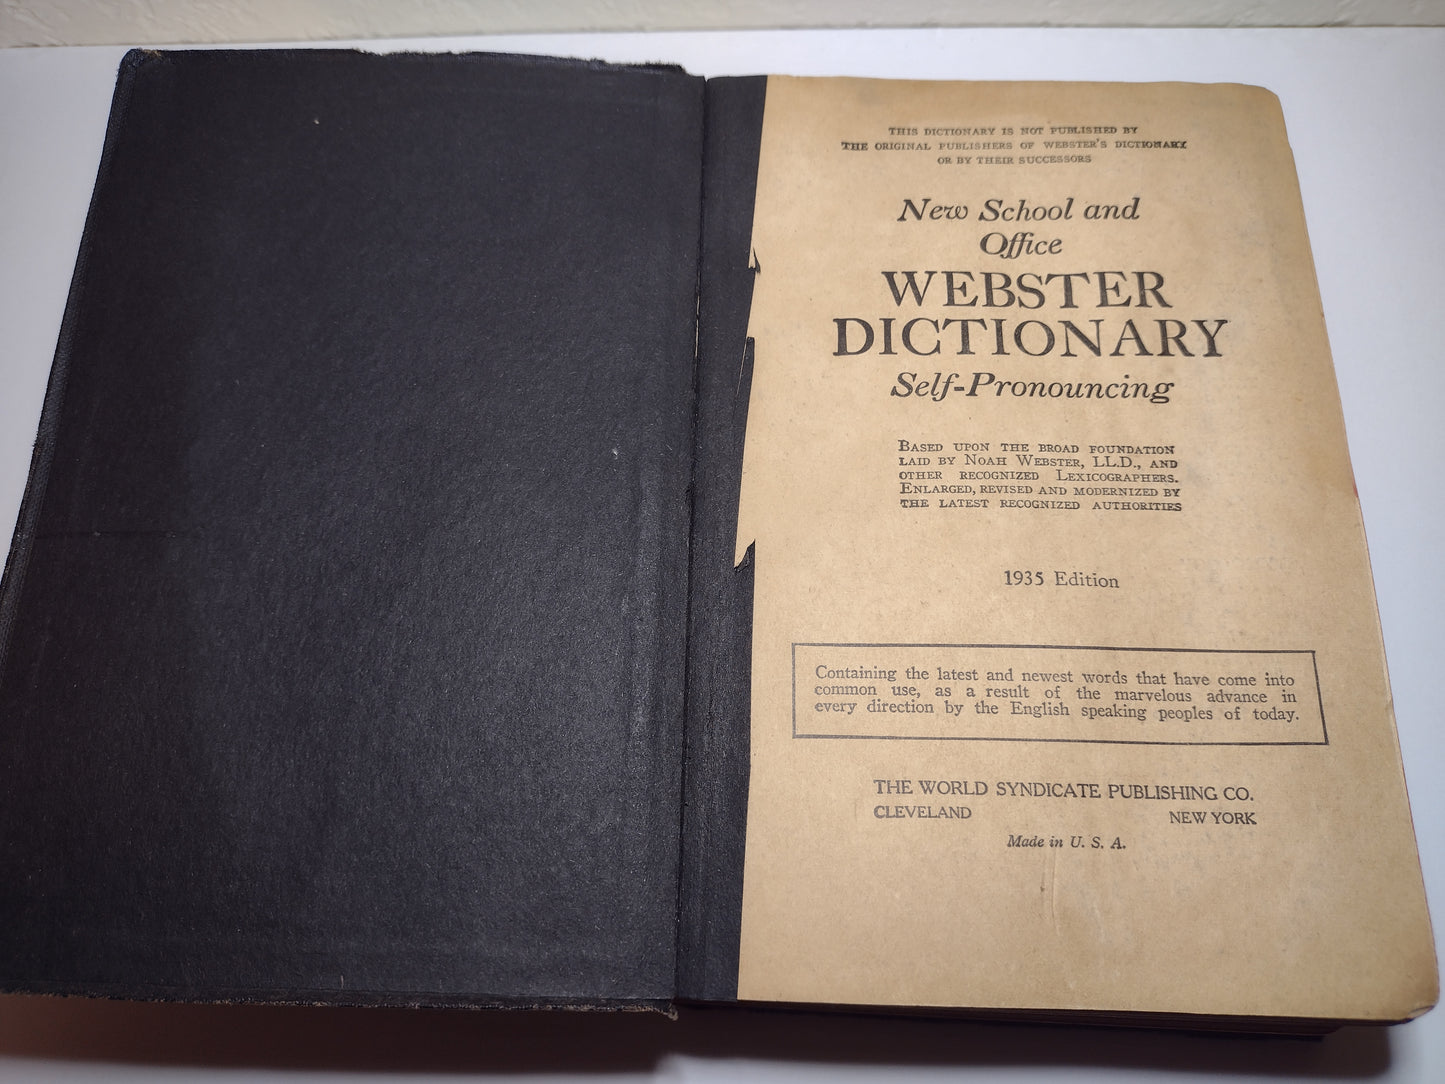 THIS DICTIONARY IS NOT PUBLISHED BY
THE ORIGINAL PUBLISHERS OF WEBSTER'S DICTIONARY
OR BY THEIR SUCCESSORS
New School and
Office
WEBSTER
DICTIONARY
Self-Pronouncing
BASED UPON THE BROAD FOUNDATION
LAID BY NOAH WEBSTER, LL.D., AND
OTHER RECOGNIZED LEXICOGRAPHERS.
ENLARGED, REVISED AND MODERNIZED BY
THE LATEST RECOGNIZED AUTHORITIES
1935 Edition
Containing the latest and newest words that have come into
common use, as a result of the marvelous advance in
every direction by the English speaking peoples of today.
THE WORLD SYNDICATE PUBLISHING CO.
CLEVELAND NEW YORK
Made in U. S. A.